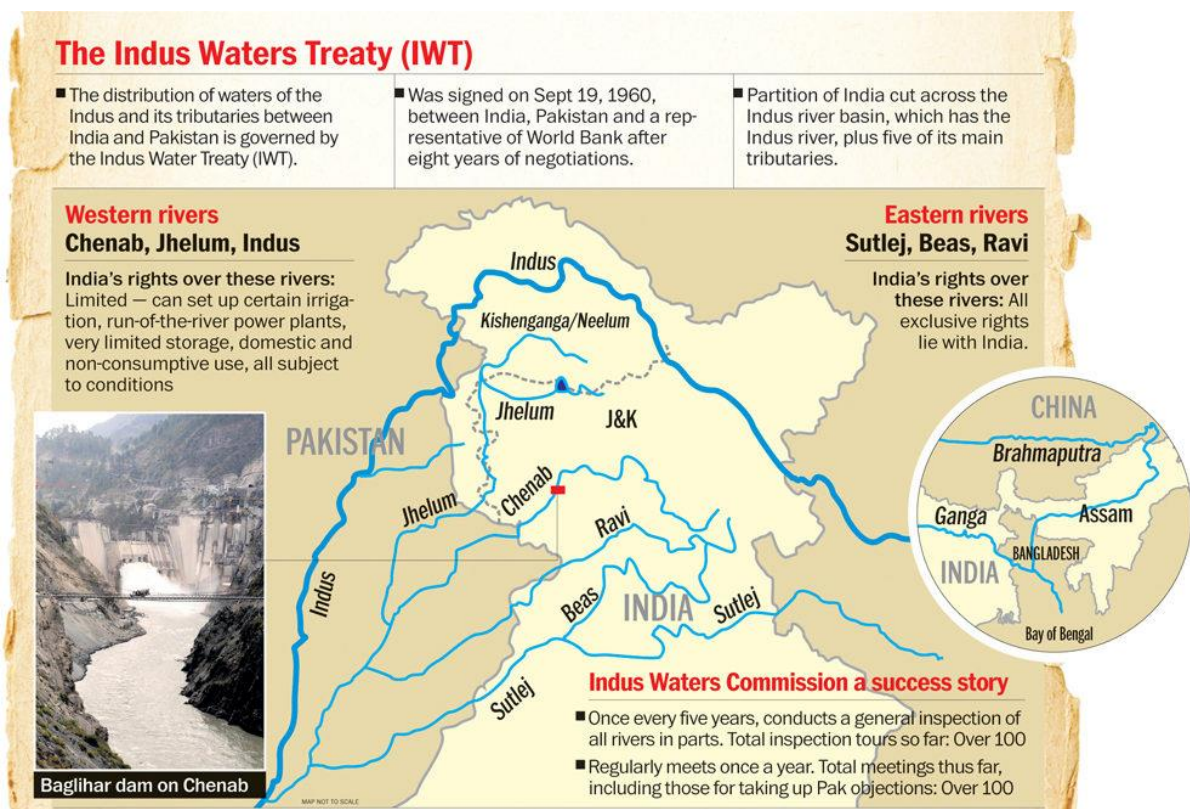 The Indus Waters Treaty (IWT)
■ The distribution of waters of the
Indus and its tributaries between
India and Pakistan is governed by
the Indus Water Treaty (IWT).
■ Was signed on Sept 19, 1960,
between India, Pakistan and a rep-
resentative of World Bank after
eight years of negotiations.
■ Partition of India cut across the
Indus river basin, which has the
Indus river, plus five of its main
tributaries.
Western rivers
Chenab, Jhelum, Indus
India's rights over these rivers:
Limited — can set up certain irriga-
tion, run-of-the-river power plants,
very limited storage, domestic and
non-consumptive use, all subject
to conditions
Eastern rivers
Sutlej, Beas, Ravi
India's rights over
these rivers: All
exclusive rights
lie with India.
Indus
Kishenganga/Neelum
Jhelum
J&K
PAKISTAN
Chenab
Jhelum
Ravi
Indus
Beas
INDIA
Sutlej
Sutlej
CHINA
Brahmaputra
Ganga
Assam
BANGLADESH
INDIA
Bay of Bengal
Indus Waters Commission a success story
■ Once every five years, conducts a general inspection of
all rivers in parts. Total inspection tours so far: Over 100
■ Regularly meets once a year. Total meetings thus far,
including those for taking up Pak objections: Over 100
Baglihar dam on Chenab
MAP NOT TO SCALE